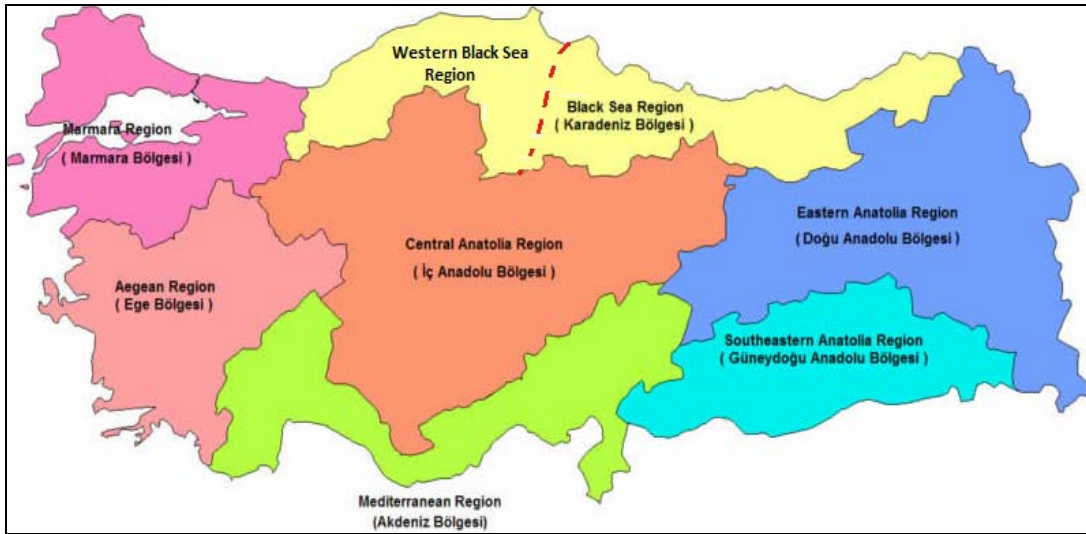 Western Black Sea
Region
Black Sea Region
( Karadeniz Bölgesi )
Marmara Region
( Marmara Bölgesi )
Eastern Anatolia Region
( Doğu Anadolu Bölgesi )
Central Anatolia Region
( İç Anadolu Bölgesi )
Aegean Region
( Ege Bölgesi )
Southeastern Anatolia Region
( Güneydoğu Anadolu Bölgesi )
Mediterranean Region
(Akdeniz Bölgesi)